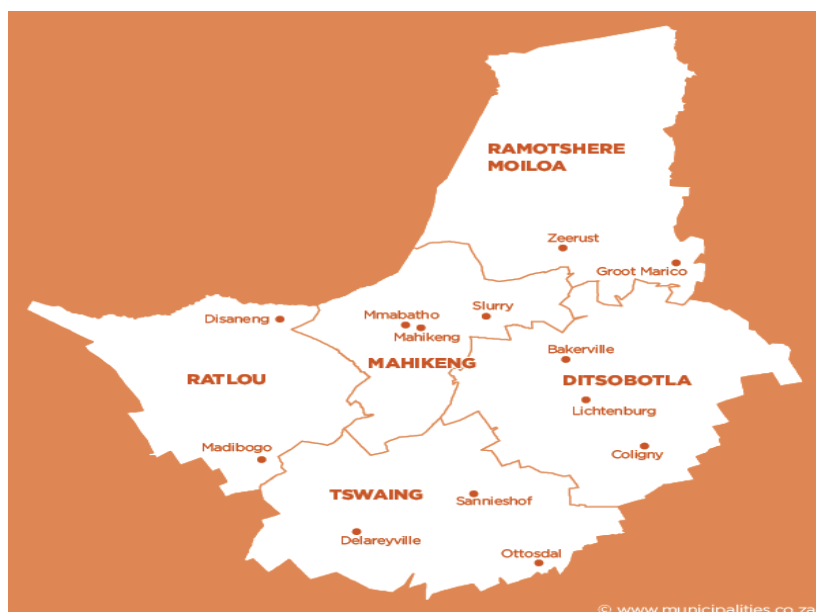 RAMOTSHERE
MOILOA
Zeerust
Groot Marico
Slurry
Disaneng
Mmabatho
Mahikeng
Bakerville
MAHIKENG
RATLOU
DITSOBOTLA
Lichtenburg
Madibogo
Coligny
TSWAING
Sannieshof
Delareyville
Ottosdal
© www.municipalities.co.za